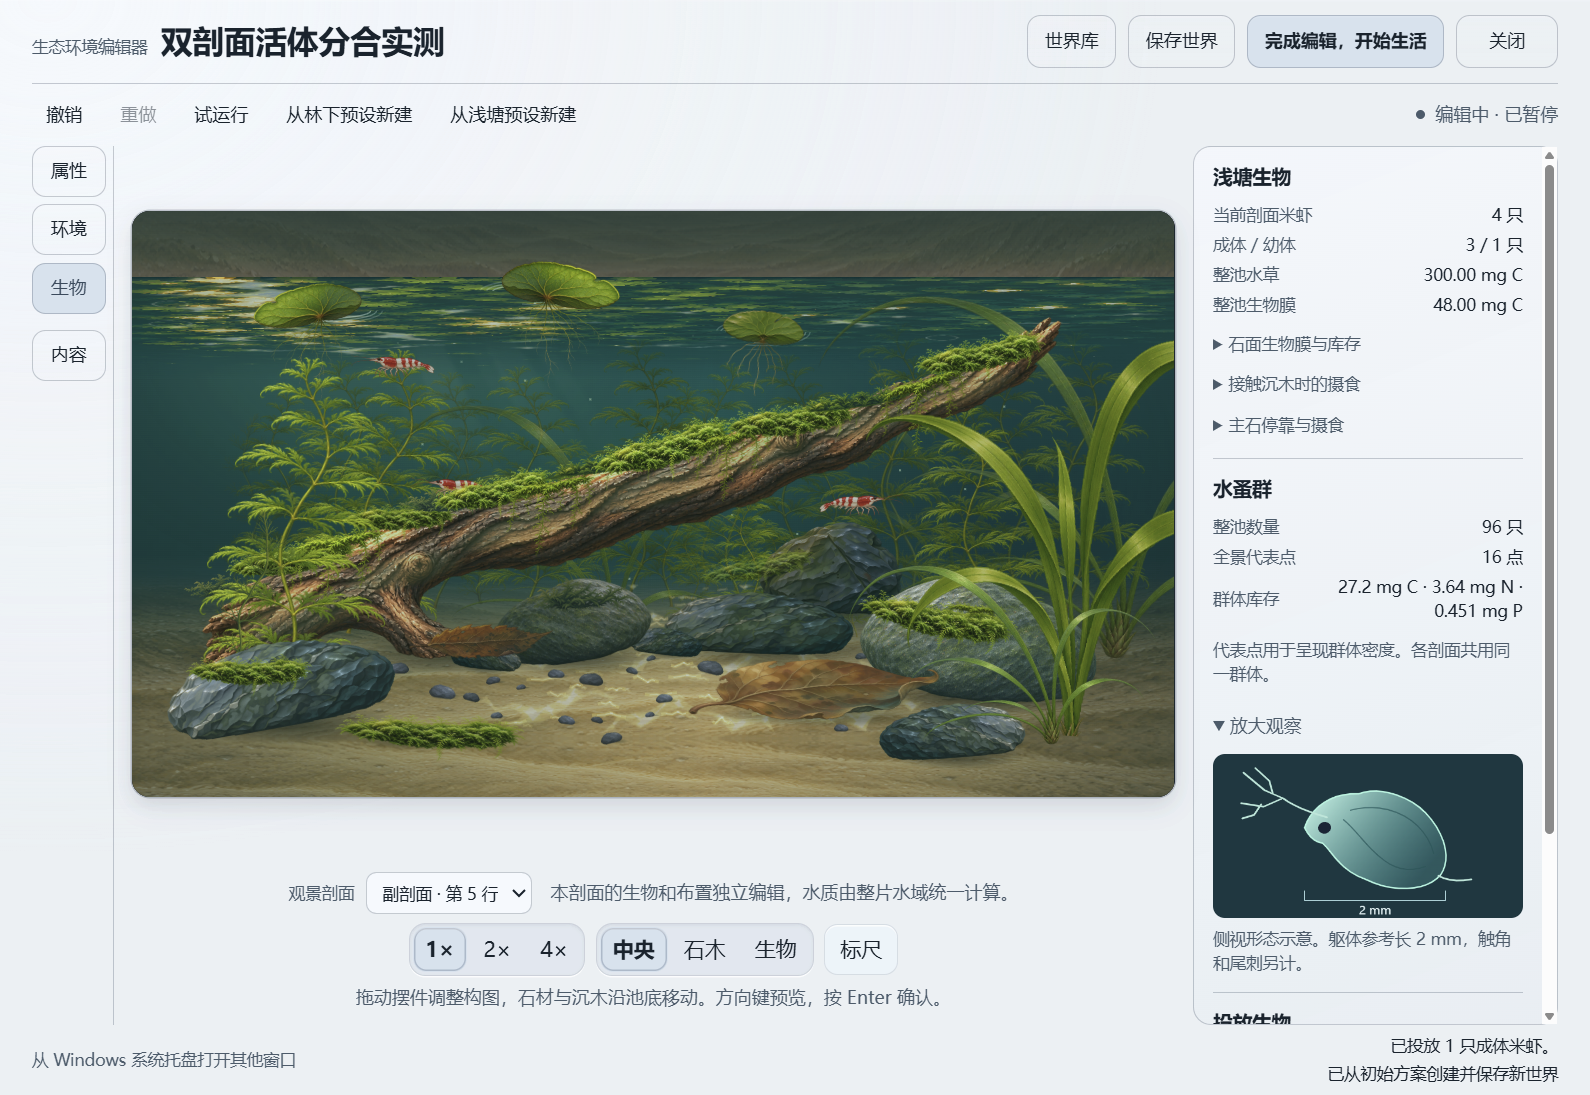 生态环境编辑器 双剖面活体分合实测
世界库 保存世界 完成编辑，开始生活 关闭
撤销 重做 试运行 从林下预设新建 从浅塘预设新建
编辑中 · 已暂停
属性
环境
生物
内容
浅塘生物
当前剖面米虾 4 只
成体 / 幼体 3 / 1 只
整池水草 300.00 mg C
整池生物膜 48.00 mg C
石面生物膜与库存
接触沉木时的摄食
主石停靠与摄食
水蚤群
整池数量 96 只
全景代表点 16 点
群体库存 27.2 mg C · 3.64 mg N ·
0.451 mg P
代表点用于呈现群体密度。各剖面共用同
一群体。
放大观察
2 mm
侧视形态示意。躯体参考长 2 mm，触角
和尾刺另计。
投放生物
观景剖面 副剖面 · 第 5 行 本剖面的生物和布置独立编辑，水质由整片水域统一计算。
1× 2× 4× 中央 石木 生物 标尺
拖动摆件调整构图，石材与沉木沿池底移动。方向键预览，按 Enter 确认。
从 Windows 系统托盘打开其他窗口
已投放 1 只成体米虾。
已从初始方案创建并保存新世界